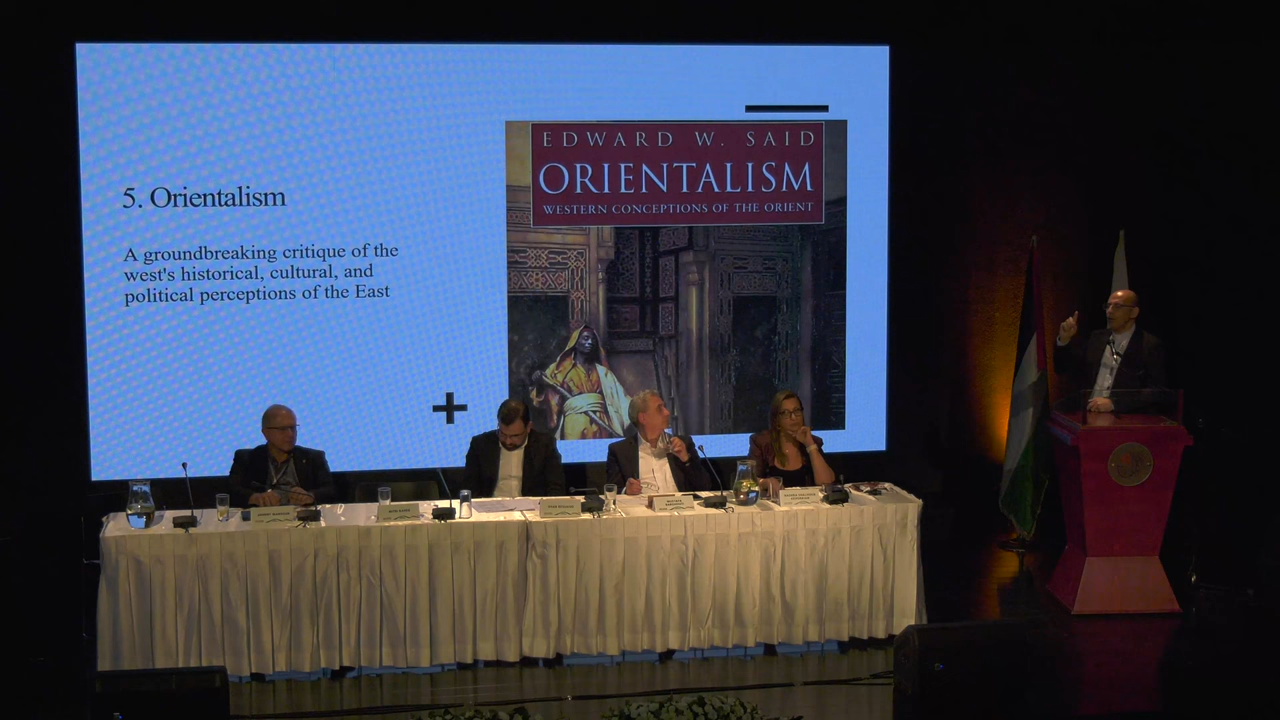 5. Orientalism
A groundbreaking critique of the
west's historical, cultural, and
political perceptions of the East
EDWARD W. SAID
ORIENTALISM
WESTERN CONCEPTIONS OF THE ORIENT